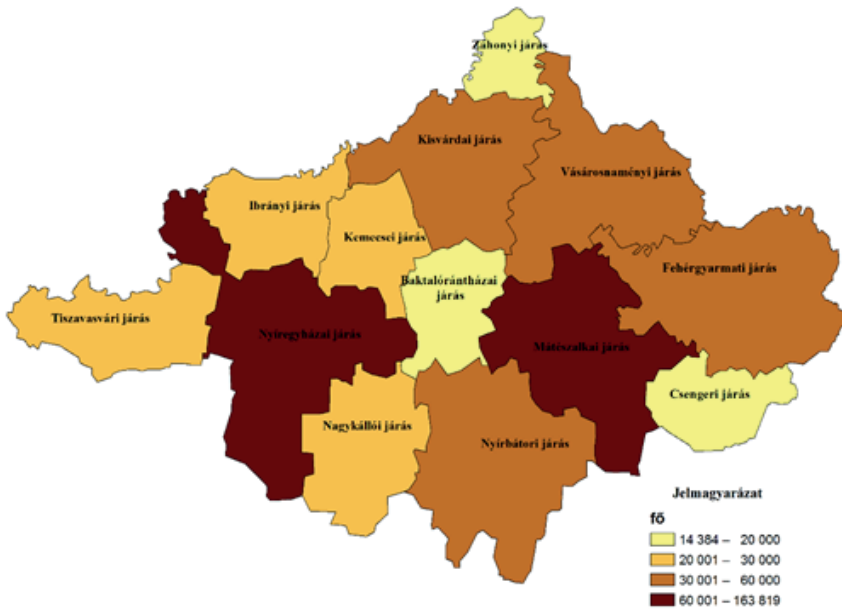 Záhonyi járás
Kisvárdai járás
Vásárosnaményi járás
Ibrányi járás
Kemecsei járás
Fehérgyarmati járás
Baktalórántházai
járás
Tiszavasvári járás
Nyíregyházai járás
Mátészalkai járás
Csengeri járás
Nagykállói járás
Nyírbátori járás
Jelmagyarázat
fő
14 384 – 20 000
20 001 – 30 000
30 001 – 60 000
60 001 - 163 819